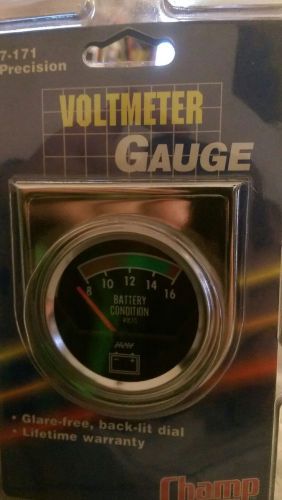 7-171
Precision
VOLTMETER
GAUGE
8 10 12 14 16
BATTERY
CONDITION
VOLTS
• Glare-free, back-lit dial
• Lifetime warranty
Champ